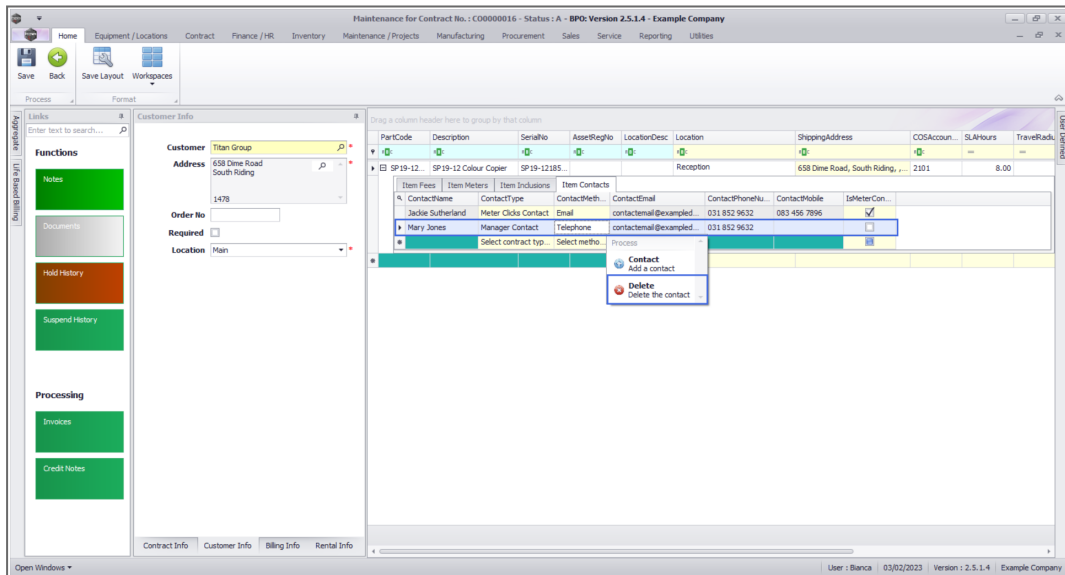 Maintenance for Contract No. : CO0000016 - Status : A - BPO: Version 2.5.1.4 - Example Company
Home Equipment / Locations Contract Finance / HR Inventory Maintenance / Projects Manufacturing Procurement Sales Service Reporting Utilities
Save Back Save Layout Workspaces
Process Format
Links
Enter text to search...
Functions
Notes
Documents
Hold History
Suspend History
Processing
Invoices
Credit Notes
Aggregate
Life Based Billing
Customer Info
Customer Titan Group *
Address 658 Dime Road *
South Riding
1478
Order No
Required
Location Main *
Contract Info Customer Info Billing Info Rental Info
Drag a column header here to group by that column
PartCode Description SerialNo AssetRegNo LocationDesc Location ShippingAddress COSAccoun... SLAHours TravelRadiu
SP19-12... SP19-12 Colour Copier SP19-12185... Reception 658 Dime Road, South Riding, ,... 2101 8.00
Item Fees Item Meters Item Inclusions Item Contacts
ContactName ContactType ContactMeth... ContactEmail ContactPhoneNu... ContactMobile IsMeterCon...
Jackie Sutherland Meter Clicks Contact Email contactemail@exampled... 031 852 9632 083 456 7896
Mary Jones Manager Contact Telephone contactemail@exampled... 031 852 9632
Select contract typ... Select metho...
Process
Contact
Add a contact
Delete
Delete the contact
User Defined
Open Windows
User : Bianca 03/02/2023 Version : 2.5.1.4 Example Company